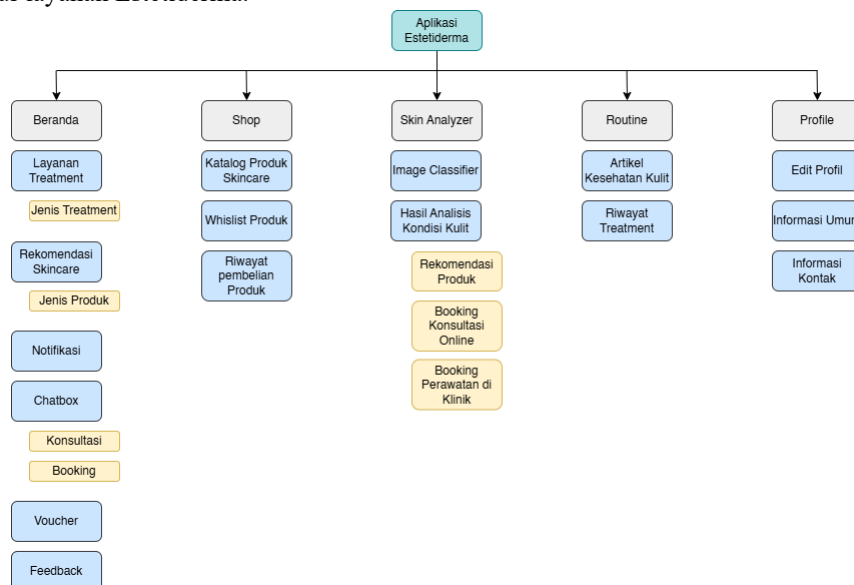 Aplikasi
Estetiderma
Beranda
Layanan
Treatment
Jenis Treatment
Rekomendasi
Skincare
Jenis Produk
Notifikasi
Chatbox
Konsultasi
Booking
Voucher
Feedback
Shop
Katalog Produk
Skincare
Whislist Produk
Riwayat
pembelian
Produk
Skin Analyzer
Image Classifier
Hasil Analisis
Kondisi Kulit
Rekomendasi
Produk
Booking
Konsultasi
Online
Booking
Perawatan di
Klinik
Routine
Artikel
Kesehatan Kulit
Riwayat
Treatment
Profile
Edit Profil
Informasi Umum
Informasi
Kontak